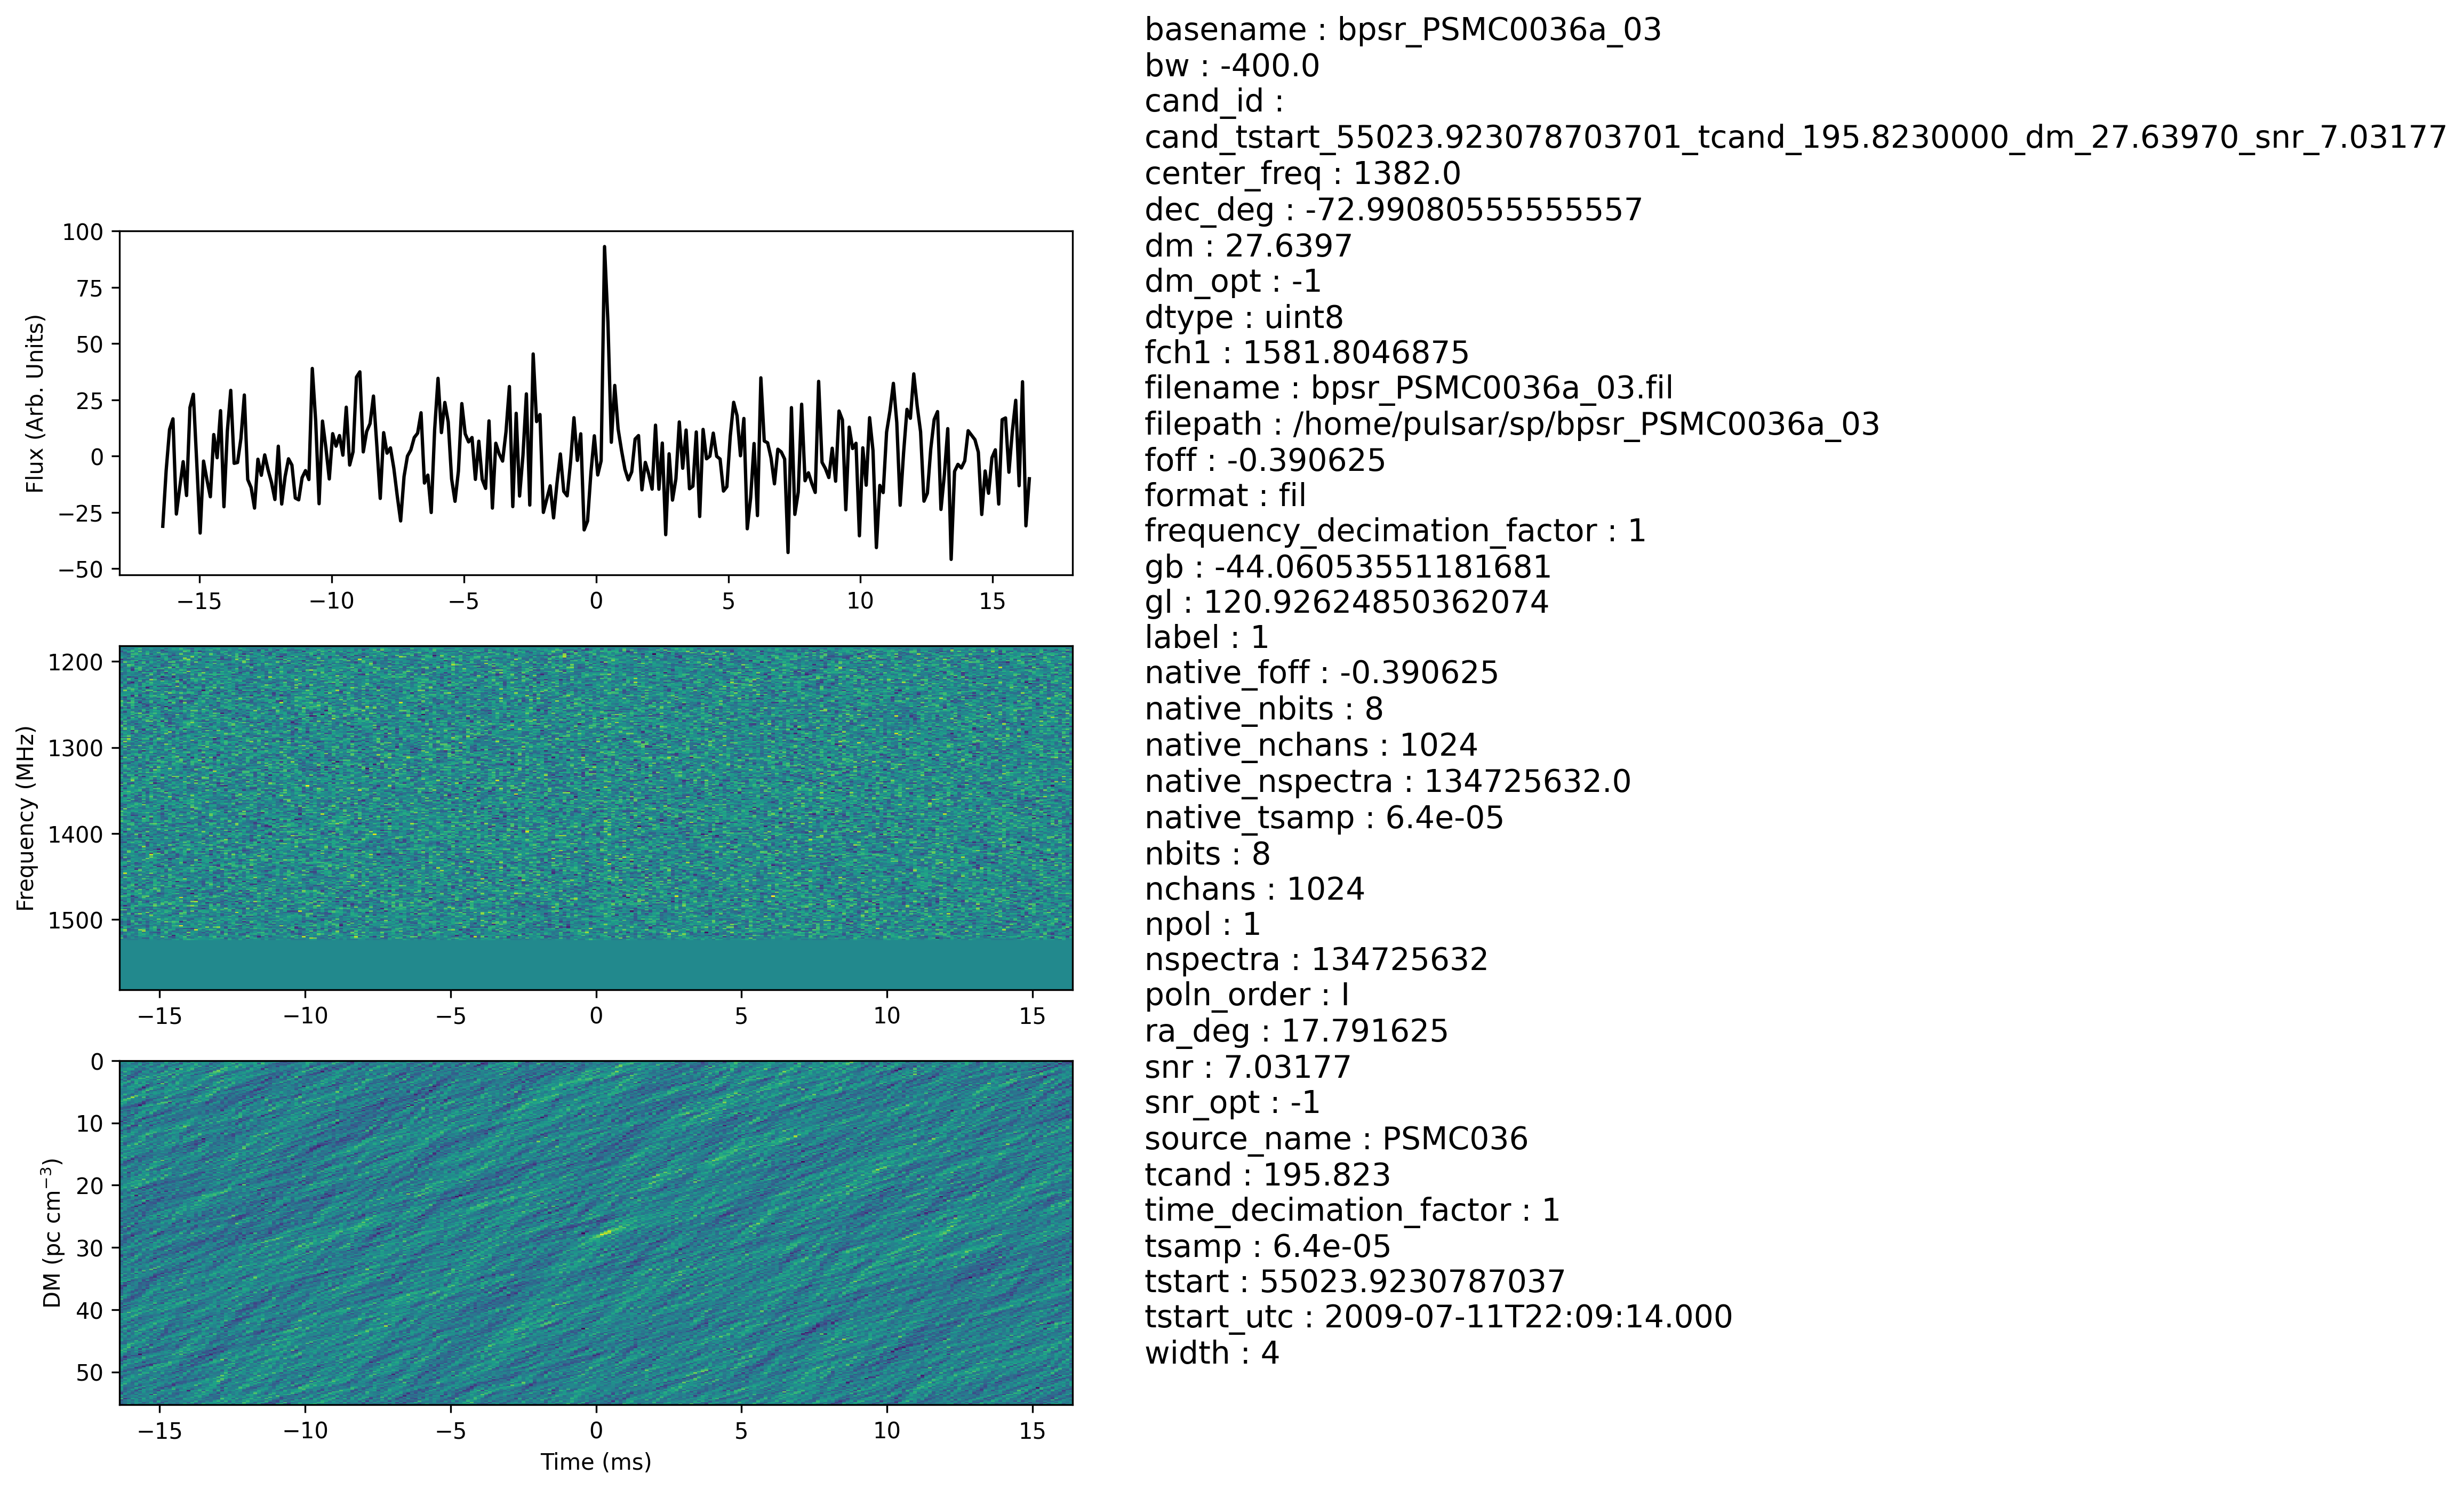 basename : bpsr_PSMC0036a_03
bw : -400.0
cand_id :
cand_tstart_55023.923078703701_tcand_195.8230000_dm_27.63970_snr_7.03177
center_freq : 1382.0
dec_deg : -72.99080555555557
dm : 27.6397
dm_opt : -1
dtype : uint8
fch1 : 1581.8046875
filename : bpsr_PSMC0036a_03.fil
filepath : /home/pulsar/sp/bpsr_PSMC0036a_03
foff : -0.390625
format : fil
frequency_decimation_factor : 1
gb : -44.06053551181681
gl : 120.92624850362074
label : 1
native_foff : -0.390625
native_nbits : 8
native_nchans : 1024
native_nspectra : 134725632.0
native_tsamp : 6.4e-05
nbits : 8
nchans : 1024
npol : 1
nspectra : 134725632
poln_order : I
ra_deg : 17.791625
snr : 7.03177
snr_opt : -1
source_name : PSMC036
tcand : 195.823
time_decimation_factor : 1
tsamp : 6.4e-05
tstart : 55023.9230787037
tstart_utc : 2009-07-11T22:09:14.000
width : 4
Flux (Arb. Units)
100
75
50
25
0
−25
−50
−15 −10 −5 0 5 10 15
Frequency (MHz)
1200
1300
1400
1500
−15 −10 −5 0 5 10 15
DM (pc cm⁻³)
0
10
20
30
40
50
−15 −10 −5 0 5 10 15
Time (ms)